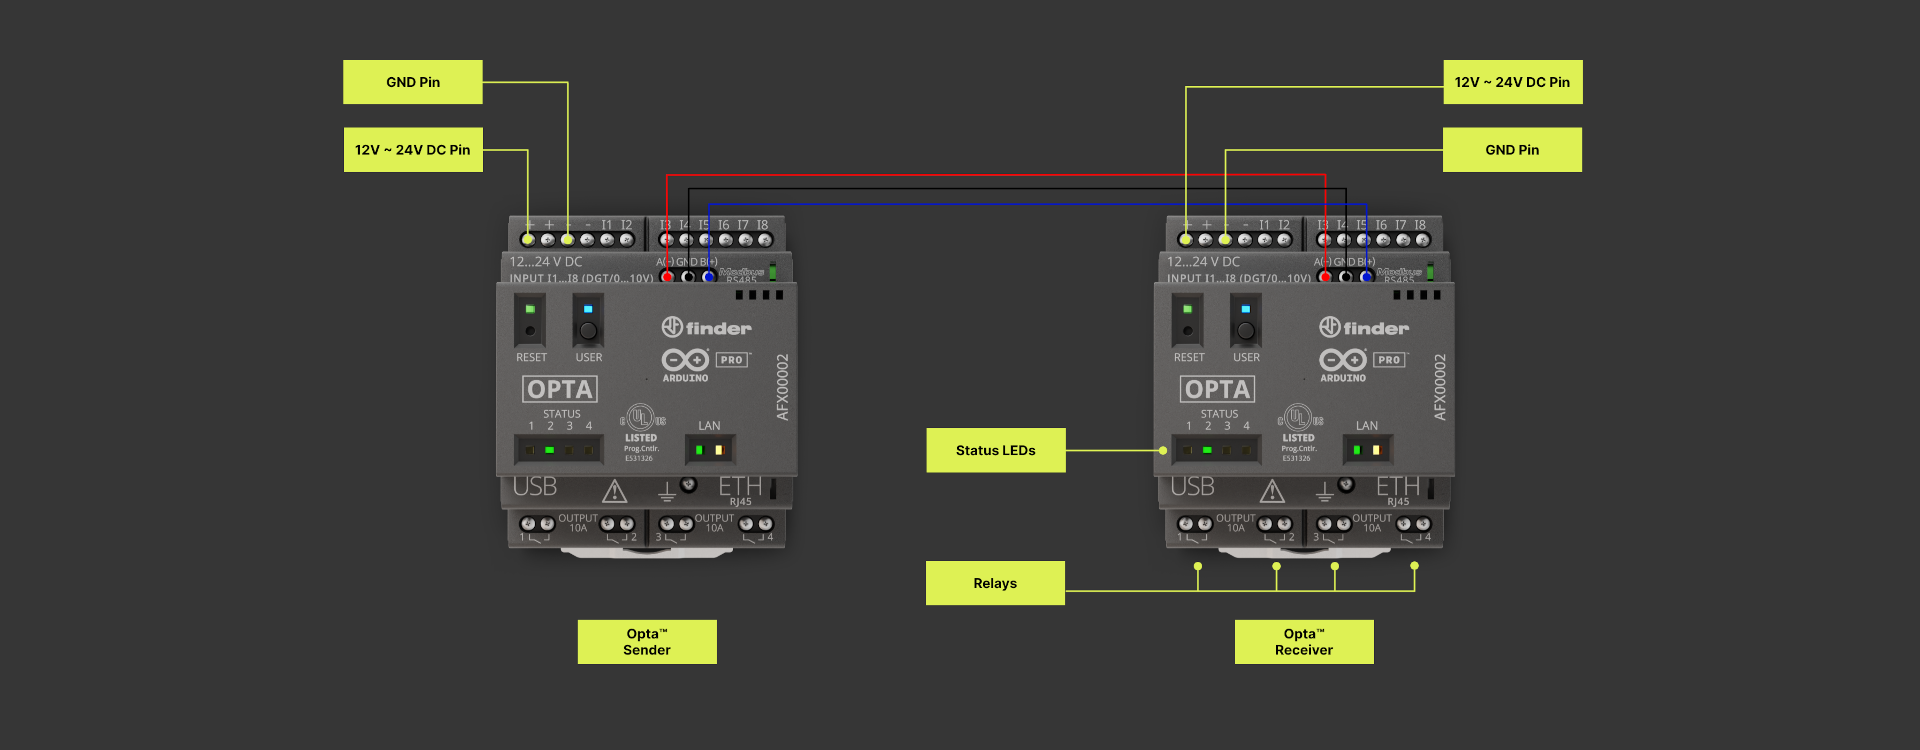 GND Pin
12V ~ 24V DC Pin
12V ~ 24V DC Pin
GND Pin
+ + - - I1 I2 I3 I4 I5 I6 I7 I8
12...24 V DC
A(-) GND B(+)
Modbus
RS485
INPUT I1...I8 (DGT/0...10V)
finder
RESET
USER
PRO
ARDUINO
OPTA
AFX00002
STATUS
1 2 3 4
C UL US
LISTED
Prog.Cntlr.
E531326
LAN
USB
ETH
RJ45
OUTPUT
10A
OUTPUT
10A
1 2 3 4
+ + - - I1 I2 I3 I4 I5 I6 I7 I8
12...24 V DC
A(-) GND B(+)
Modbus
RS485
INPUT I1...I8 (DGT/0...10V)
finder
RESET
USER
PRO
ARDUINO
OPTA
AFX00002
STATUS
1 2 3 4
C UL US
LISTED
Prog.Cntlr.
E531326
LAN
USB
ETH
RJ45
OUTPUT
10A
OUTPUT
10A
1 2 3 4
Status LEDs
Relays
Opta™
Sender
Opta™
Receiver